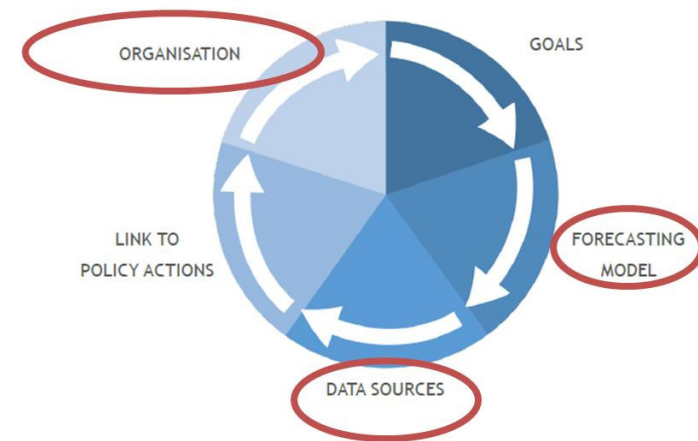 GOALS
ORGANISATION
FORECASTING
MODEL
LINK TO
POLICY ACTIONS
DATA SOURCES